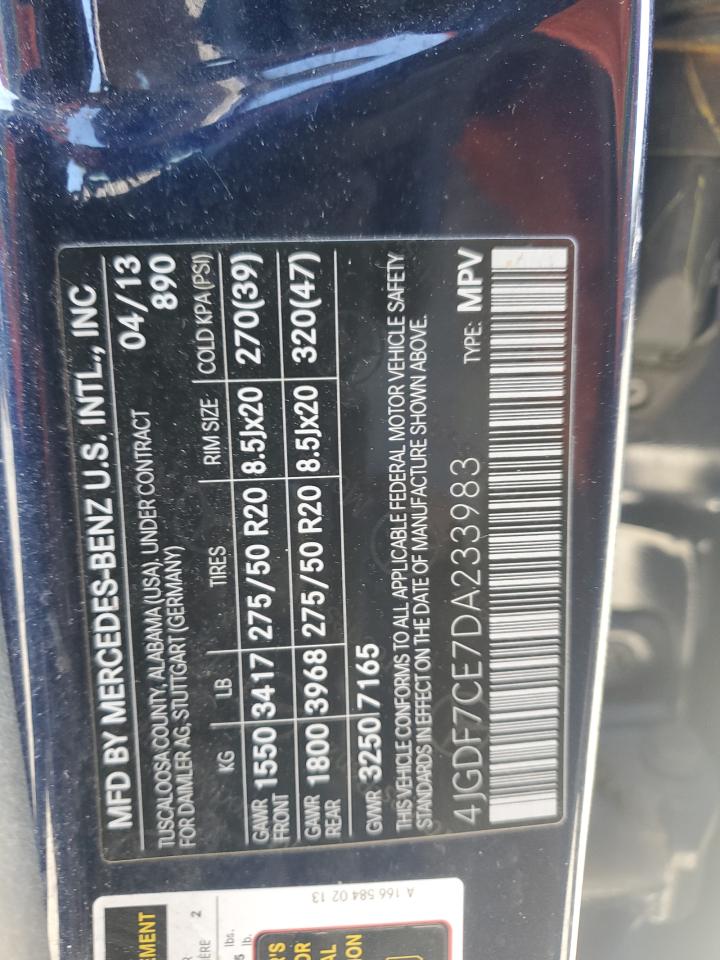 MFD BY MERCEDES-BENZ U.S. INTL., INC
TUSCALOOSA COUNTY, ALABAMA (USA), UNDER CONTRACT 04/13
FOR DAIMLER AG, STUTTGART (GERMANY) 890
KG LB TIRES RIM SIZE COLD KPA (PSI)
GAWR FRONT 1550 3417 275/50 R20 8.5Jx20 270(39)
GAWR REAR 1800 3968 275/50 R20 8.5Jx20 320(47)
GVWR 3250 7165
THIS VEHICLE CONFORMS TO ALL APPLICABLE FEDERAL MOTOR VEHICLE SAFETY
STANDARDS IN EFFECT ON THE DATE OF MANUFACTURE SHOWN ABOVE.
4JGDF7CE7DA233983 TYPE: MPV
A 166 584 02 13
2
lbs.
lb.